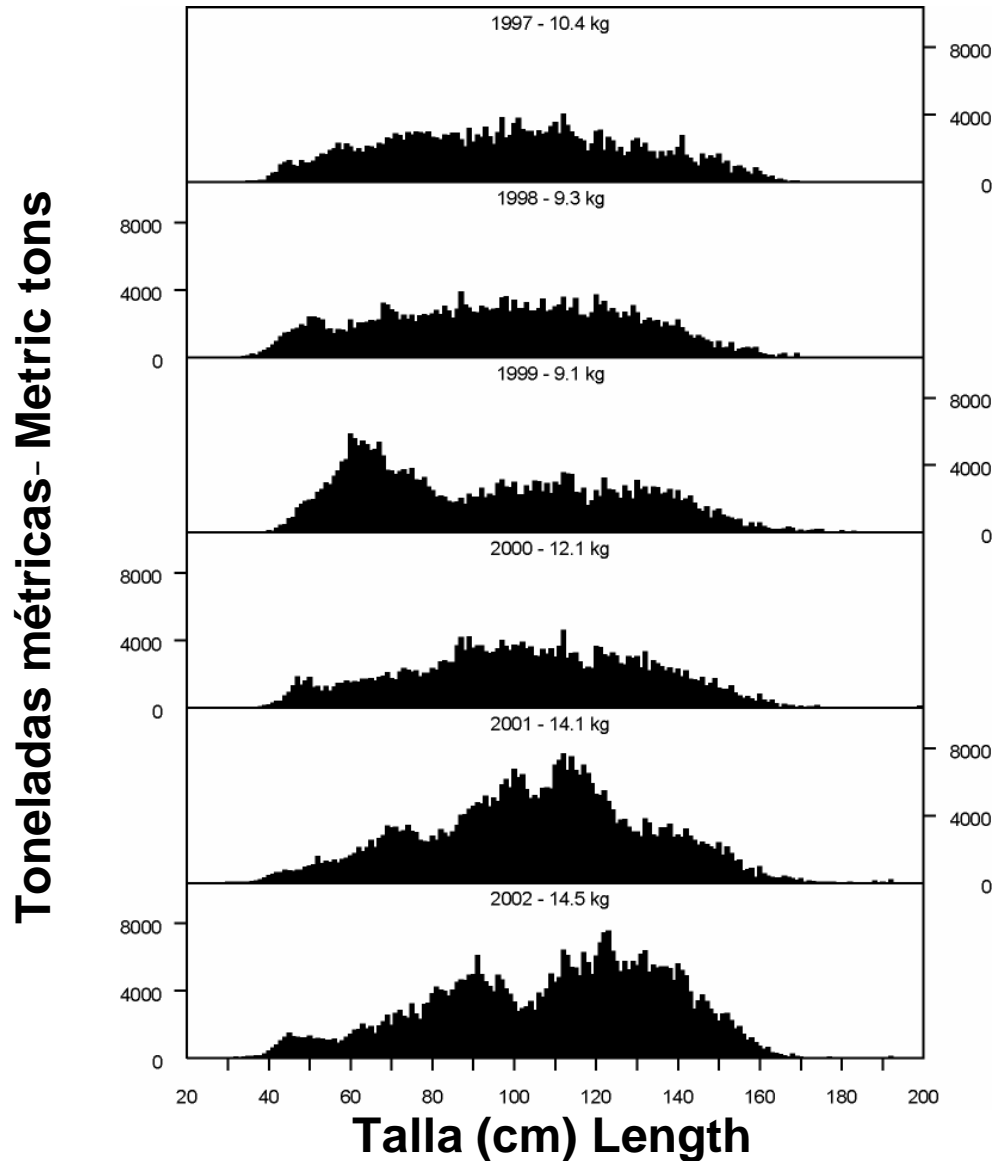 Toneladas métricas- Metric tons
1997 - 10.4 kg
8000
4000
0
1998 - 9.3 kg
8000
4000
0
1999 - 9.1 kg
8000
4000
0
2000 - 12.1 kg
8000
4000
0
2001 - 14.1 kg
8000
4000
0
2002 - 14.5 kg
8000
4000
0
20 40 60 80 100 120 140 160 180 200
Talla (cm) Length